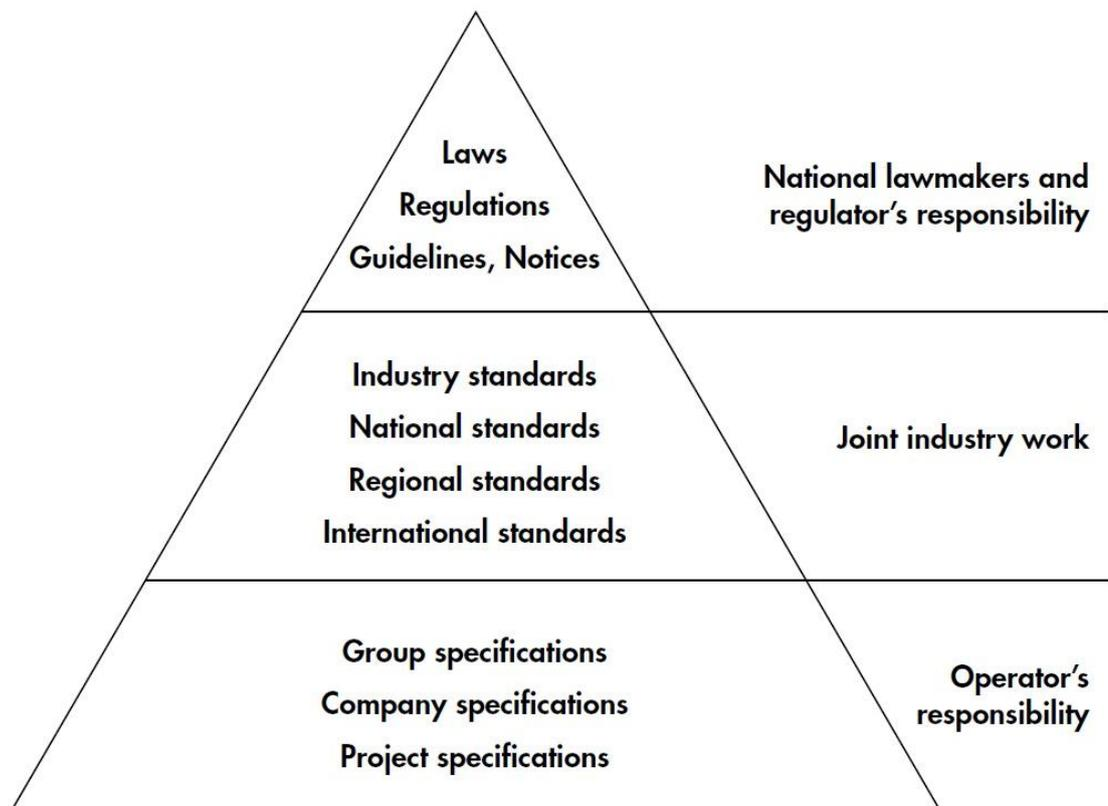 Laws
Regulations
Guidelines, Notices
National lawmakers and
regulator’s responsibility
Industry standards
National standards
Regional standards
International standards
Joint industry work
Group specifications
Company specifications
Project specifications
Operator’s
responsibility